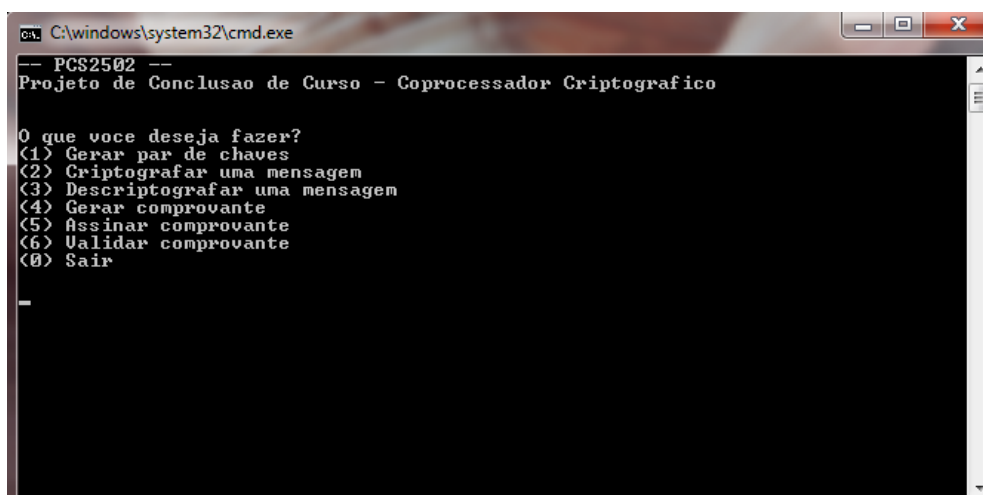 C:\windows\system32\cmd.exe
-- PCS2502 --
Projeto de Conclusao de Curso - Coprocessador Criptografico
O que voce deseja fazer?
(1) Gerar par de chaves
(2) Criptografar uma mensagem
(3) Descriptografar uma mensagem
(4) Gerar comprovante
(5) Assinar comprovante
(6) Validar comprovante
(0) Sair